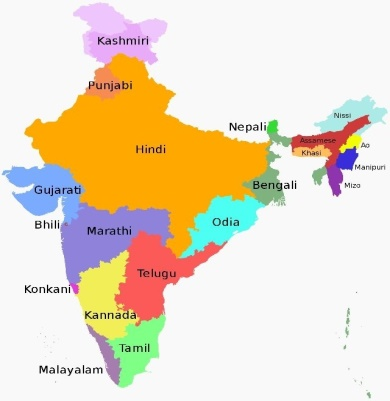 Kashmiri
Punjabi
Nissi
Nepali
Assamese
Ao
Hindi
Khasi
Manipuri
Bengali
Mizo
Gujarati
Odia
Bhili
Marathi
Telugu
Konkani
Kannada
Tamil
Malayalam